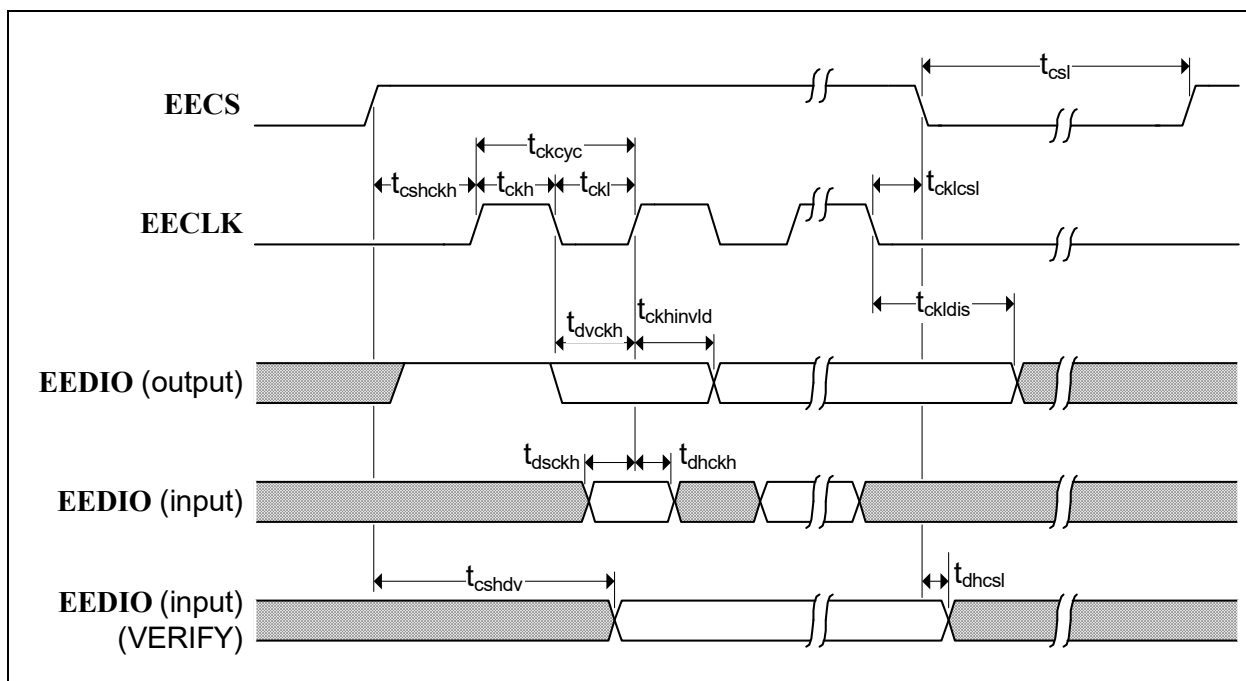 t_csl
EECS
t_ckcyc
t_cshckh t_ckh t_ckl t_cklcsl
EECLK
t_ckldis
t_dvckh t_ckhinvld
EEDIO (output)
t_dsckh t_dhckh
EEDIO (input)
t_cshdv t_dhcsl
EEDIO (input)
(VERIFY)